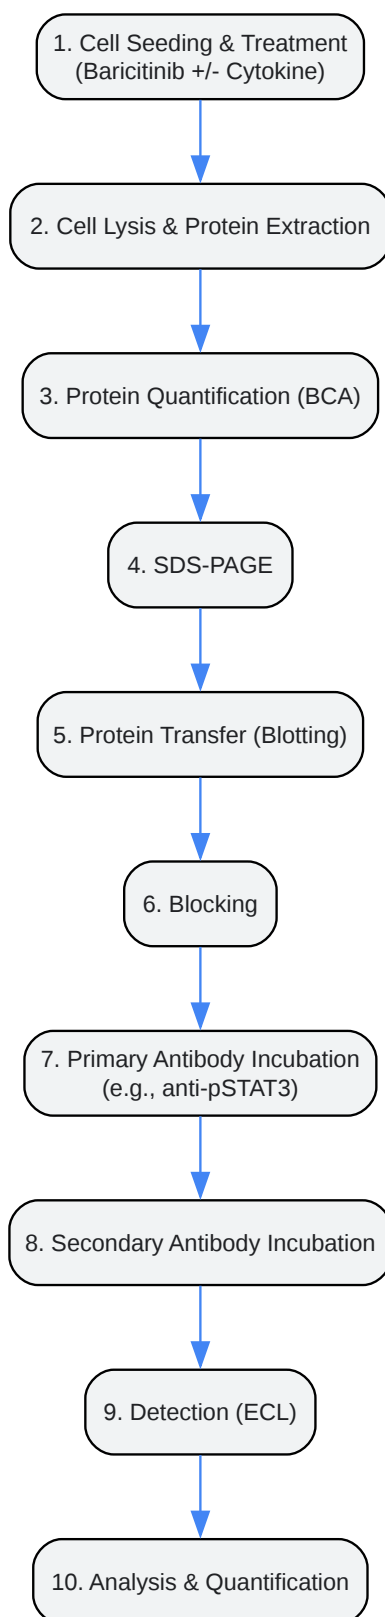 1. Cell Seeding & Treatment
(Baricitinib +/- Cytokine)
2. Cell Lysis & Protein Extraction
3. Protein Quantification (BCA)
4. SDS-PAGE
5. Protein Transfer (Blotting)
6. Blocking
7. Primary Antibody Incubation
(e.g., anti-pSTAT3)
8. Secondary Antibody Incubation
9. Detection (ECL)
10. Analysis & Quantification